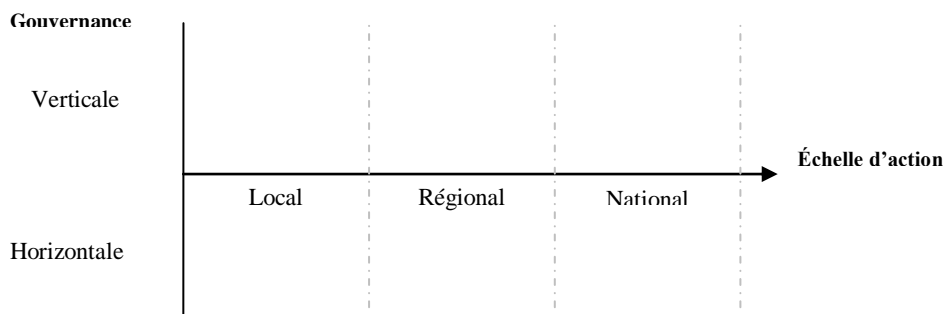 Gouvernance
Verticale
Échelle d’action
Local Régional National
Horizontale